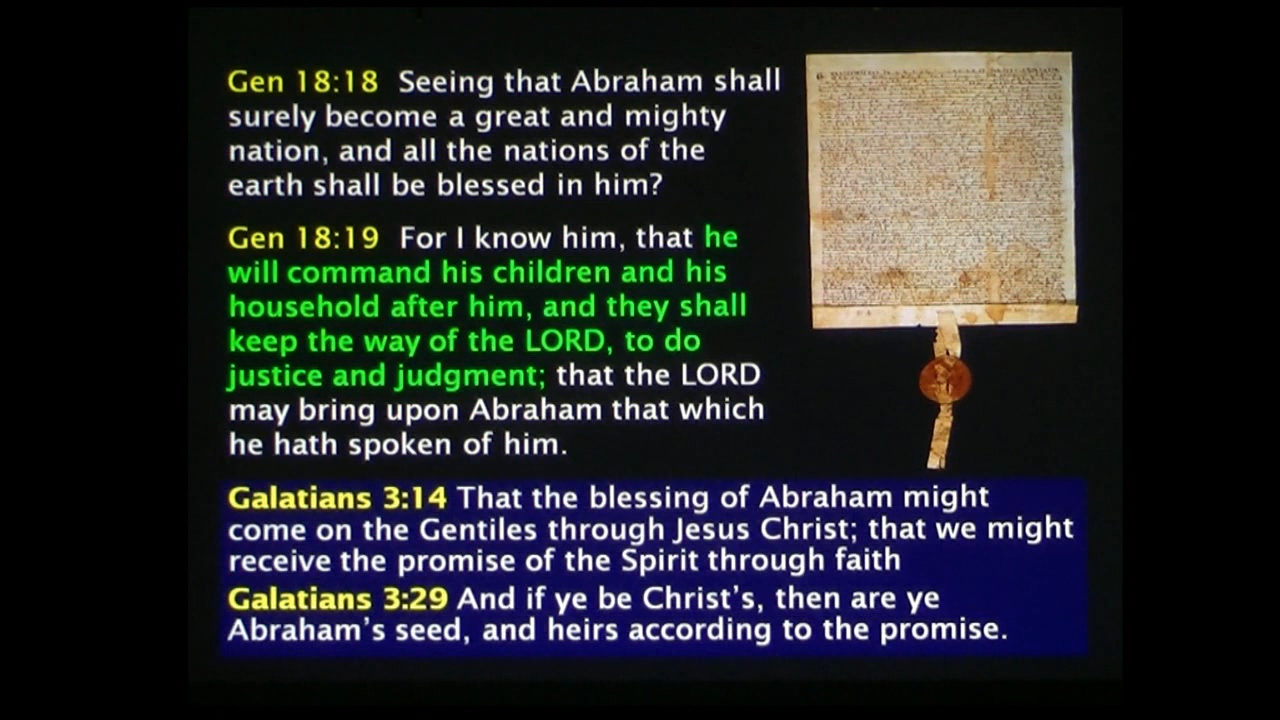 Gen 18:18 Seeing that Abraham shall
surely become a great and mighty
nation, and all the nations of the
earth shall be blessed in him?
Gen 18:19 For I know him, that he
will command his children and his
household after him, and they shall
keep the way of the LORD, to do
justice and judgment; that the LORD
may bring upon Abraham that which
he hath spoken of him.
Galatians 3:14 That the blessing of Abraham might
come on the Gentiles through Jesus Christ; that we might
receive the promise of the Spirit through faith
Galatians 3:29 And if ye be Christ's, then are ye
Abraham's seed, and heirs according to the promise.